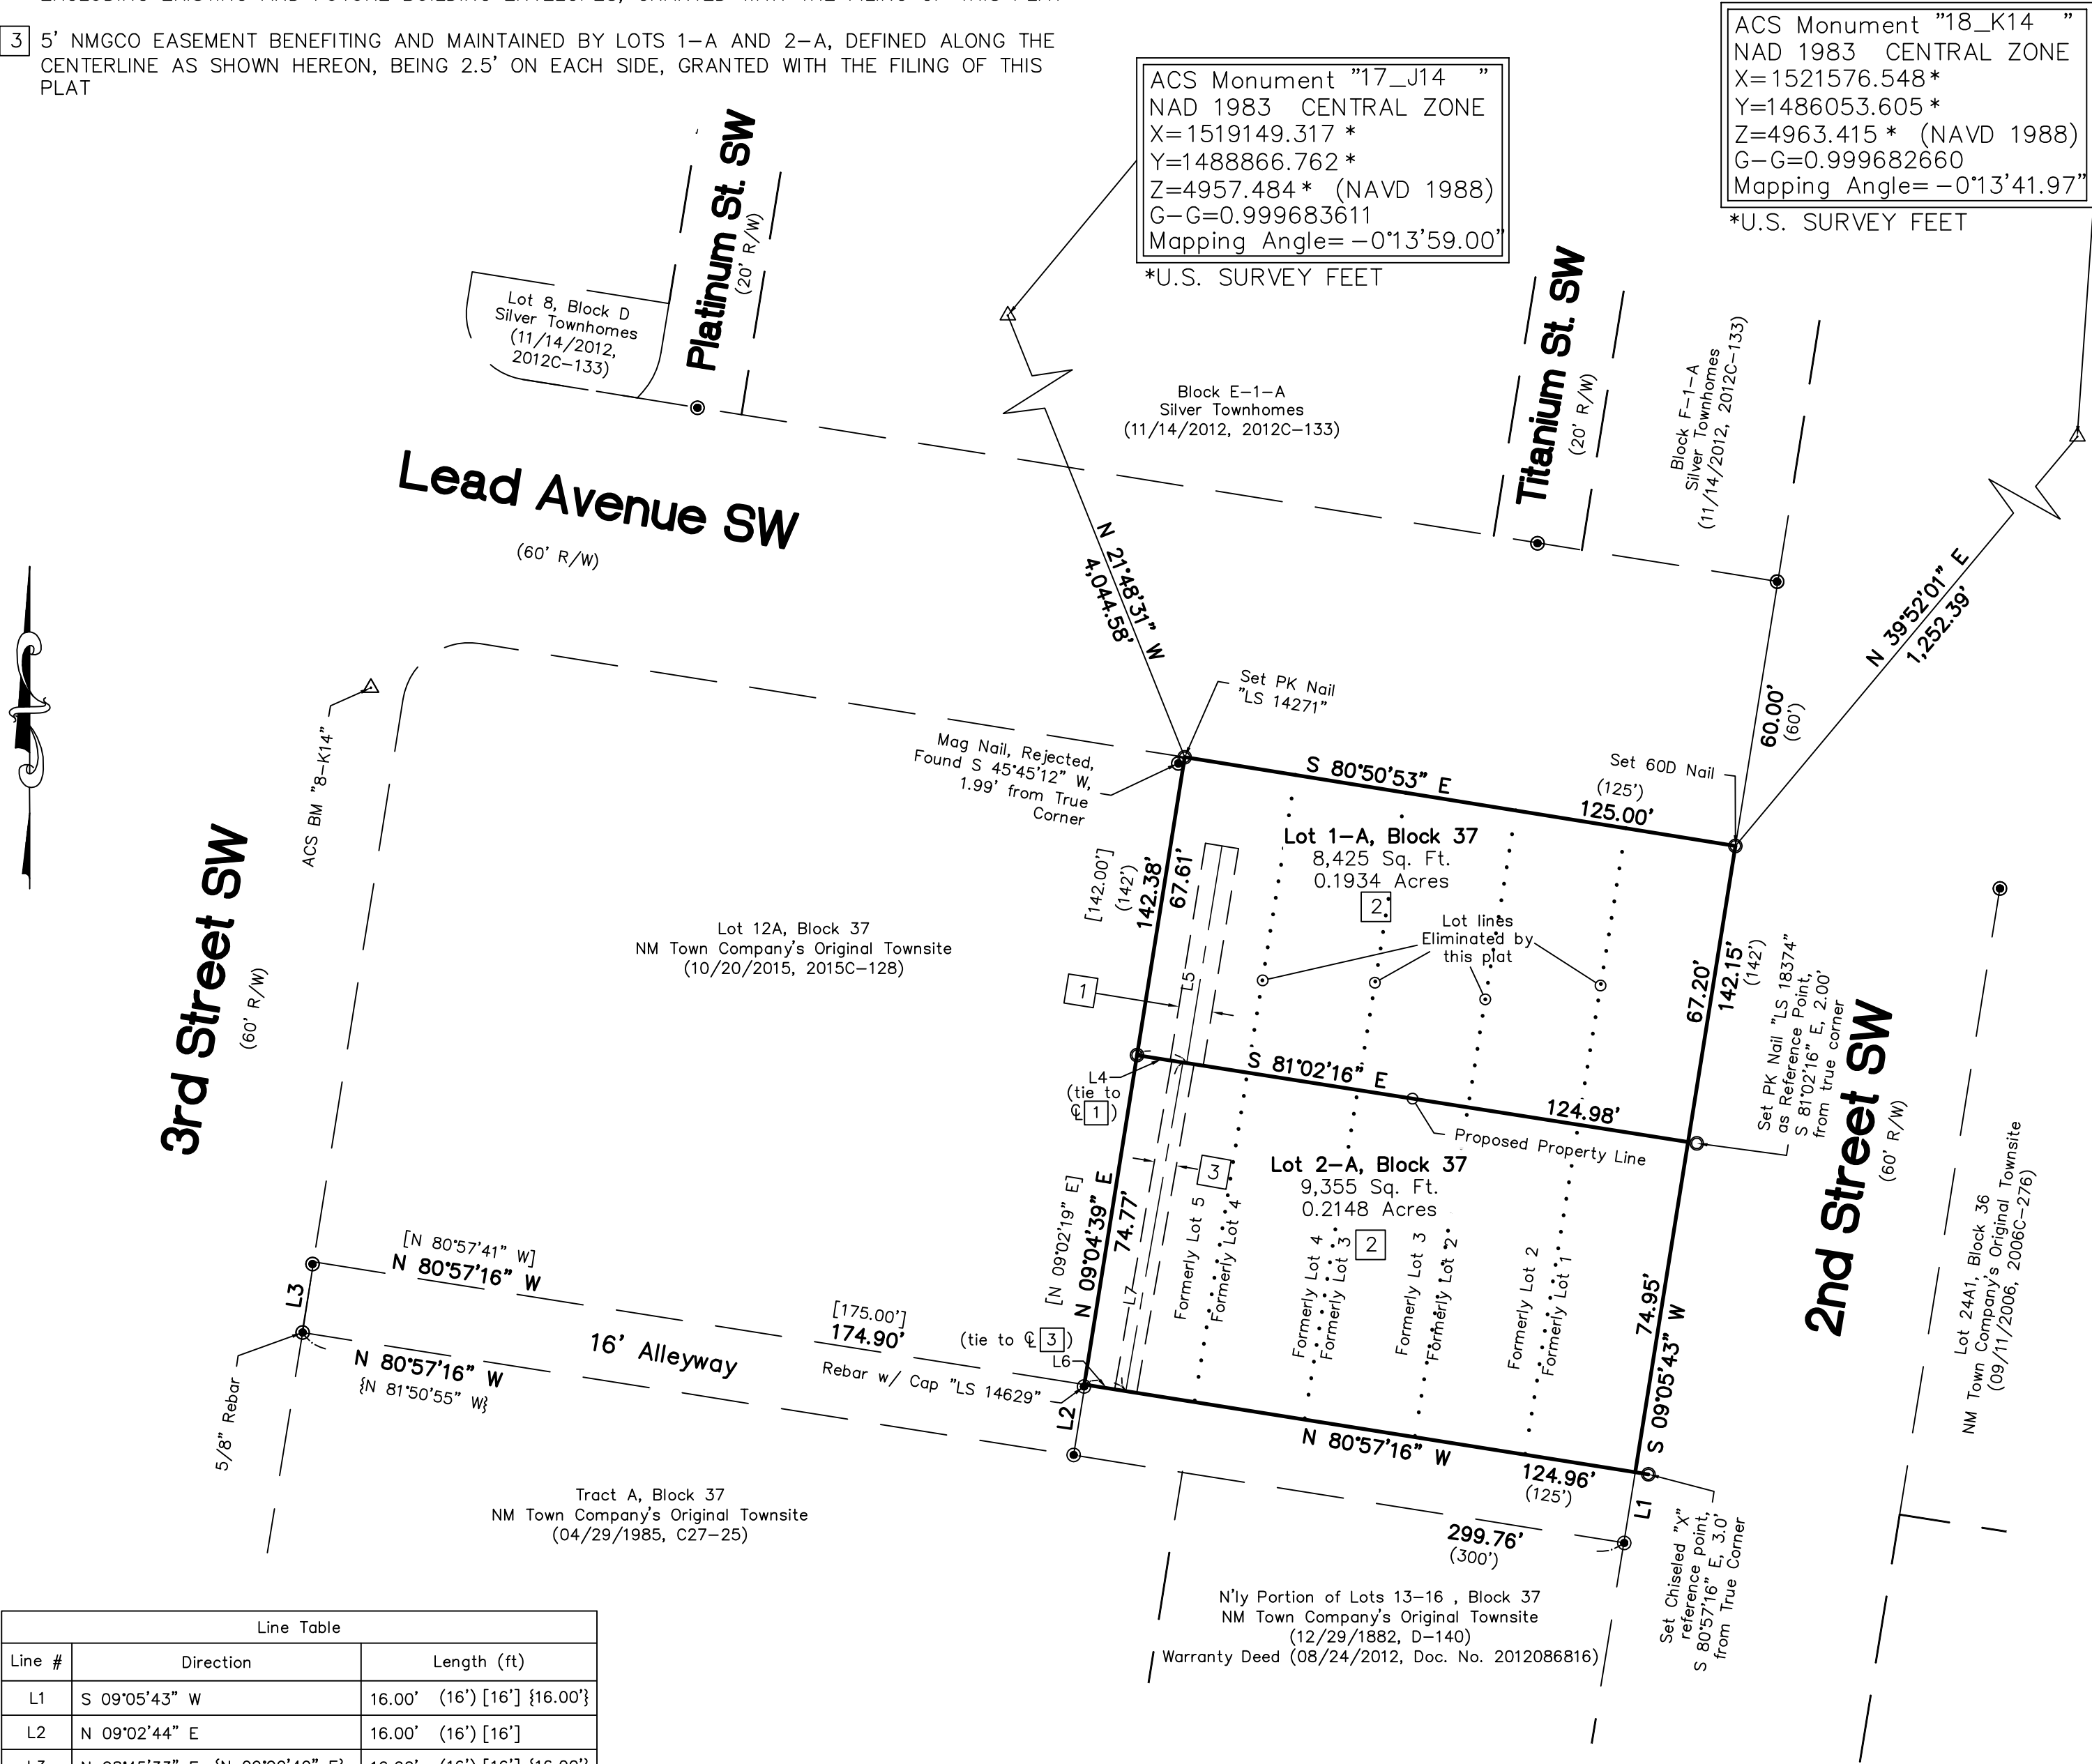 3 5' NMGCO EASEMENT BENEFITING AND MAINTAINED BY LOTS 1-A AND 2-A, DEFINED ALONG THE
CENTERLINE AS SHOWN HEREON, BEING 2.5' ON EACH SIDE, GRANTED WITH THE FILING OF THIS
PLAT
ACS Monument "17_J14 "
NAD 1983 CENTRAL ZONE
X=1519149.317 *
Y=1488866.762 *
Z=4957.484 * (NAVD 1988)
G-G=0.999683611
Mapping Angle= -0°13'59.00"
*U.S. SURVEY FEET
ACS Monument "18_K14 "
NAD 1983 CENTRAL ZONE
X=1521576.548 *
Y=1486053.605 *
Z=4963.415 * (NAVD 1988)
G-G=0.999682660
Mapping Angle= -0°13'41.97"
*U.S. SURVEY FEET
Platinum St. SW
(20' R/W)
Lot 8, Block D
Silver Townhomes
(11/14/2012,
2012C-133)
Block E-1-A
Silver Townhomes
(11/14/2012, 2012C-133)
Titanium St. SW
(20' R/W)
Block F-1-A
Silver Townhomes
(11/14/2012, 2012C-133)
Lead Avenue SW
(60' R/W)
N 21°48'31" W
4,044.58'
N 39°52'01" E
1,252.39'
60.00'
(60')
Set PK Nail
"LS 14271"
Mag Nail, Rejected,
Found S 45°45'12" W,
1.99' from True
Corner
Set 60D Nail
S 80°50'53" E
(125')
125.00'
ACS BM "8-K14"
3rd Street SW
(60' R/W)
[142.00']
(142')
142.38'
67.61'
Lot 1-A, Block 37
8,425 Sq. Ft.
0.1934 Acres
2
Lot lines
Eliminated by
this plat
Lot 12A, Block 37
NM Town Company's Original Townsite
(10/20/2015, 2015C-128)
1
L5
67.20'
142.15'
(142')
Set PK Nail "LS 18374"
as Reference Point,
S 81°02'16" E, 2.00'
from true corner
2nd Street SW
(60' R/W)
L4
(tie to
℄ 1 )
S 81°02'16" E
124.98'
Proposed Property Line
Lot 2-A, Block 37
9,355 Sq. Ft.
0.2148 Acres
2
3
[N 09°02'19" E]
N 09°04'39" E
74.77'
L7
Formerly Lot 5
Formerly Lot 4
Formerly Lot 4
Formerly Lot 3
Formerly Lot 3
Formerly Lot 2
Formerly Lot 2
Formerly Lot 1
74.95'
S 09°05'43" W
Lot 24A1, Block 36
NM Town Company's Original Townsite
(09/11/2006, 2006C-276)
[N 80°57'41" W]
N 80°57'16" W
L3
[175.00']
174.90'
(tie to ℄ 3 )
L6
16' Alleyway
Rebar w/ Cap "LS 14629"
N 80°57'16" W
{N 81°50'55" W}
5/8" Rebar
L2
N 80°57'16" W
124.96'
(125')
L1
299.76'
(300')
Set Chiseled "X"
reference point,
S 80°57'16" E, 3.0'
from True Corner
Tract A, Block 37
NM Town Company's Original Townsite
(04/29/1985, C27-25)
N'ly Portion of Lots 13-16 , Block 37
NM Town Company's Original Townsite
(12/29/1882, D-140)
Warranty Deed (08/24/2012, Doc. No. 2012086816)
Line Table
Line # Direction Length (ft)
L1 S 09°05'43" W 16.00' (16') [16'] {16.00'}
L2 N 09°02'44" E 16.00' (16') [16']